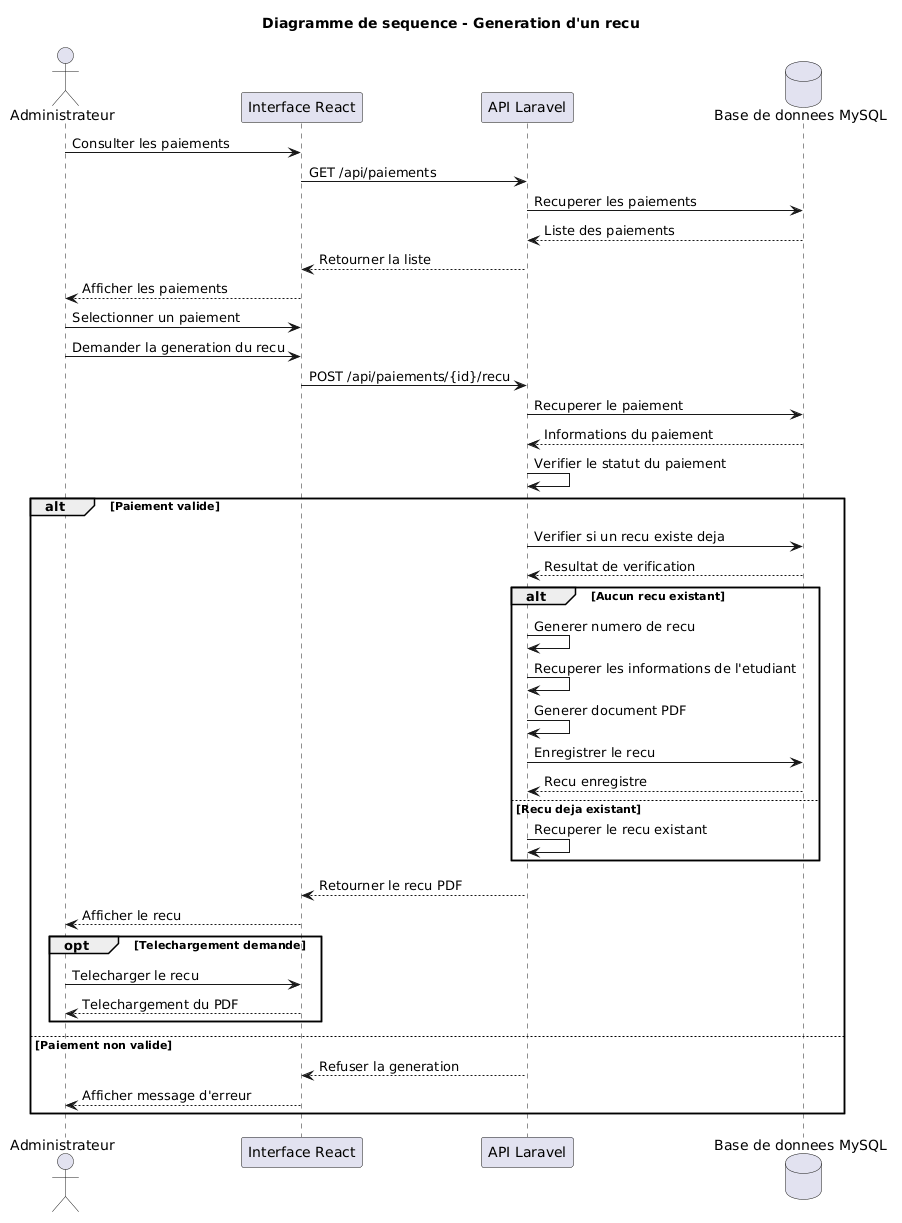 Diagramme de sequence - Generation d'un recu
Administrateur
Interface React
API Laravel
Base de donnees MySQL
Consulter les paiements
GET /api/paiements
Recuperer les paiements
Liste des paiements
Retourner la liste
Afficher les paiements
Selectionner un paiement
Demander la generation du recu
POST /api/paiements/{id}/recu
Recuperer le paiement
Informations du paiement
Verifier le statut du paiement
alt [Paiement valide]
Verifier si un recu existe deja
Resultat de verification
alt [Aucun recu existant]
Generer numero de recu
Recuperer les informations de l'etudiant
Generer document PDF
Enregistrer le recu
Recu enregistre
[Recu deja existant]
Recuperer le recu existant
Retourner le recu PDF
Afficher le recu
opt [Telechargement demande]
Telecharger le recu
Telechargement du PDF
[Paiement non valide]
Refuser la generation
Afficher message d'erreur
Administrateur
Interface React
API Laravel
Base de donnees MySQL